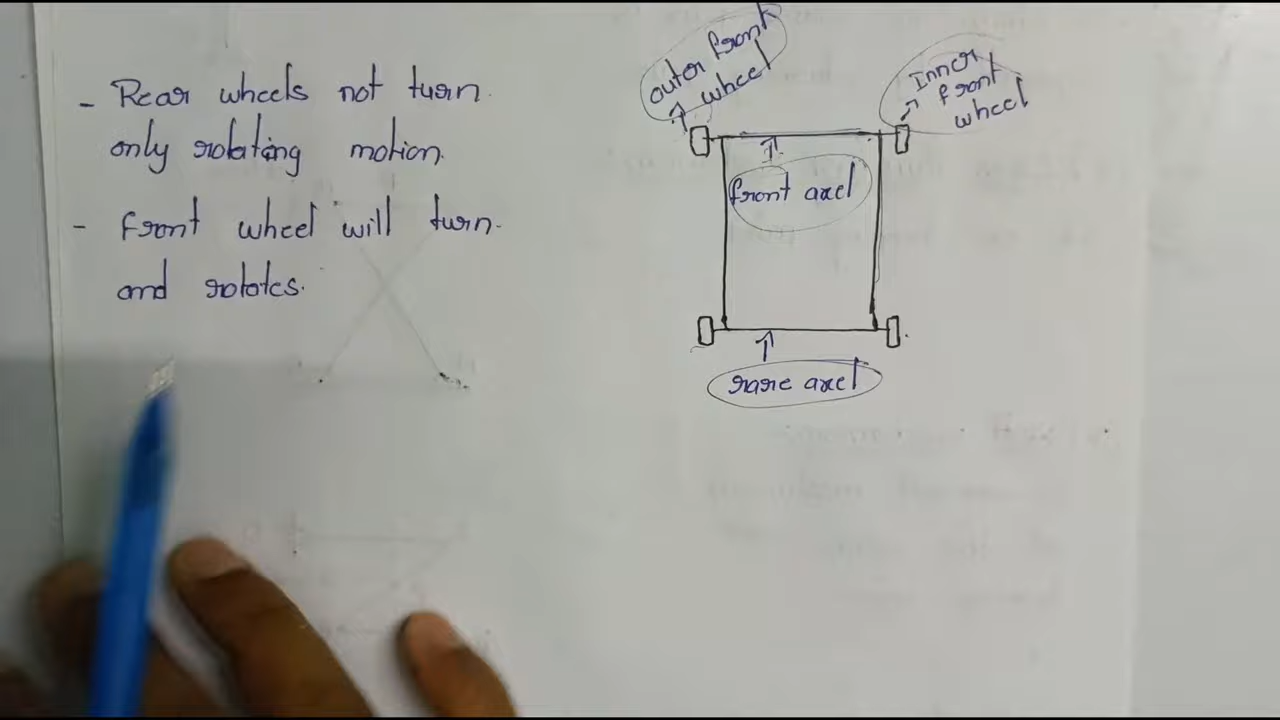 - Rear wheels not turn.
only rotating motion.
- front wheel will turn.
and rotates.
outer front
wheel
Inner
front
wheel
front axel
rare axel